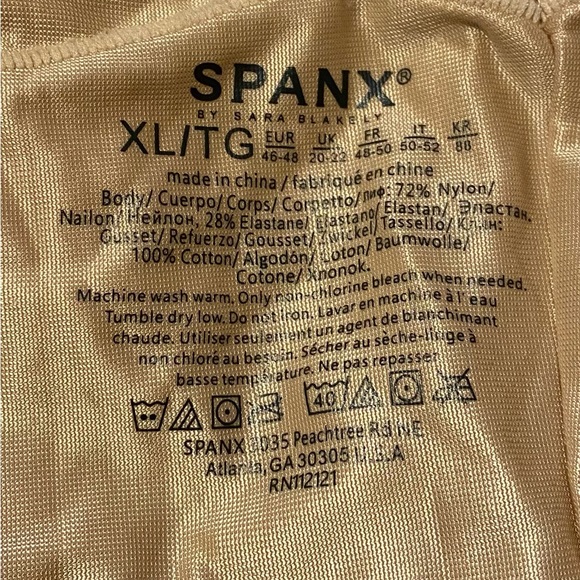 SPANX®
BY SARA BLAKELY
XL/TG EUR 46-48 UK 20-22 FR 48-50 IT 50-52 KR 88
made in china / fabriqué en chine
Body/ Cuerpo/ Corps/ Corpetto/ Лиф: 72% Nylon/
Nailon/ Нейлон, 28% Elastane/ Elastano/ Elastan/ Эластан.
Gusset/ Refuerzo/ Gousset/ Zwickel/ Tassello/ Клин:
100% Cotton/ Algodón/ Coton/ Baumwolle/
Cotone/ Хлопок.
Machine wash warm. Only non-chlorine bleach when needed.
Tumble dry low. Do not iron. Laver en machine à l'eau
chaude. Utiliser seulement un agent de blanchimant
non chloré au besoin. Sécher au sèche-linge à
basse température. Ne pas repasser.
40
SPANX 3035 Peachtree Rd NE
Atlanta, GA 30305 U.S.A
RN112121